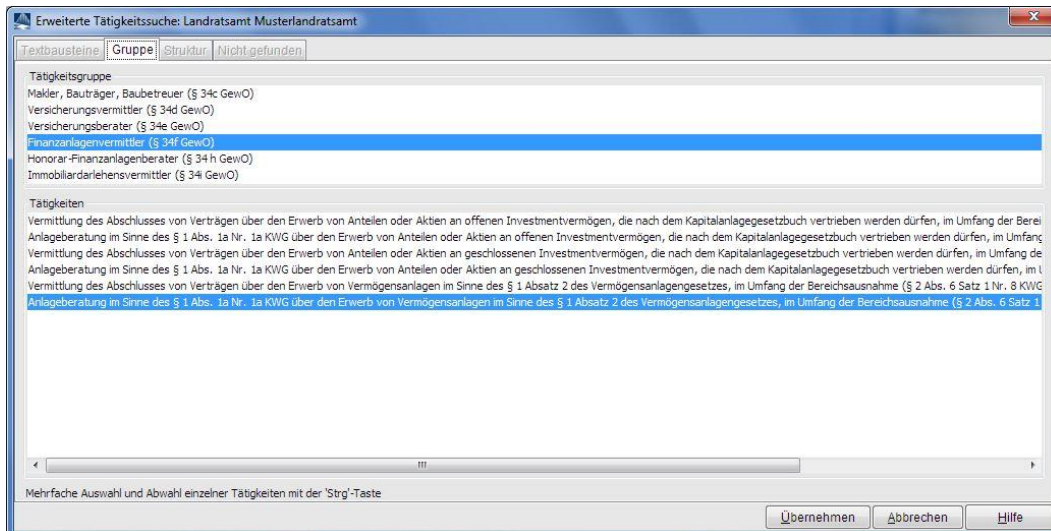 Erweiterte Tätigkeitssuche: Landratsamt Musterlandratsamt
Textbausteine Gruppe Struktur Nicht gefunden
Tätigkeitsgruppe
Makler, Bauträger, Baubetreuer (§ 34c GewO)
Versicherungsvermittler (§ 34d GewO)
Versicherungsberater (§ 34e GewO)
Finanzanlagenvermittler (§ 34f GewO)
Honorar-Finanzanlagenberater (§ 34 h GewO)
Immobiliardarlehensvermittler (§ 34i GewO)
Tätigkeiten
Vermittlung des Abschlusses von Verträgen über den Erwerb von Anteilen oder Aktien an offenen Investmentvermögen, die nach dem Kapitalanlagegesetzbuch vertrieben werden dürfen, im Umfang der Berei
Anlageberatung im Sinne des § 1 Abs. 1a Nr. 1a KWG über den Erwerb von Anteilen oder Aktien an offenen Investmentvermögen, die nach dem Kapitalanlagegesetzbuch vertrieben werden dürfen, im Umfang
Vermittlung des Abschlusses von Verträgen über den Erwerb von Anteilen oder Aktien an geschlossenen Investmentvermögen, die nach dem Kapitalanlagegesetzbuch vertrieben werden dürfen, im Umfang de
Anlageberatung im Sinne des § 1 Abs. 1a Nr. 1a KWG über den Erwerb von Anteilen oder Aktien an geschlossenen Investmentvermögen, die nach dem Kapitalanlagegesetzbuch vertrieben werden dürfen, im U
Vermittlung des Abschlusses von Verträgen über den Erwerb von Vermögensanlagen im Sinne des § 1 Absatz 2 des Vermögensanlagengesetzes, im Umfang der Bereichsausnahme (§ 2 Abs. 6 Satz 1 Nr. 8 KWG
Anlageberatung im Sinne des § 1 Abs. 1a Nr. 1a KWG über den Erwerb von Vermögensanlagen im Sinne des § 1 Absatz 2 des Vermögensanlagengesetzes, im Umfang der Bereichsausnahme (§ 2 Abs. 6 Satz 1
Mehrfache Auswahl und Abwahl einzelner Tätigkeiten mit der 'Strg'-Taste
Übernehmen Abbrechen Hilfe